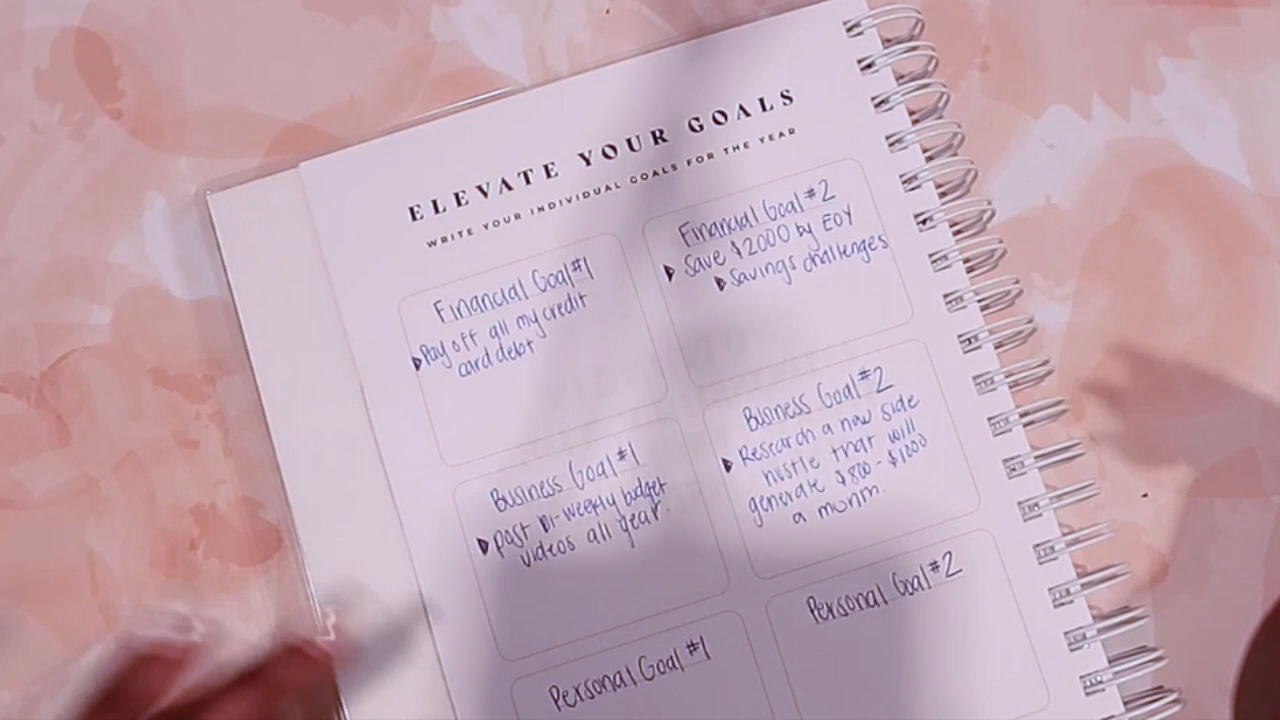 ELEVATE YOUR GOALS
WRITE YOUR INDIVIDUAL GOALS FOR THE YEAR
Financial Goal #1
Pay off all my credit
card debt
Financial Goal #2
Save $2000 by EOY
Savings challenges
Business Goal #1
Post Bi-weekly budget
videos all year.
Business Goal #2
Research a new side
hustle that will
generate $800 - $1000
a month.
Personal Goal #1
Personal Goal #2